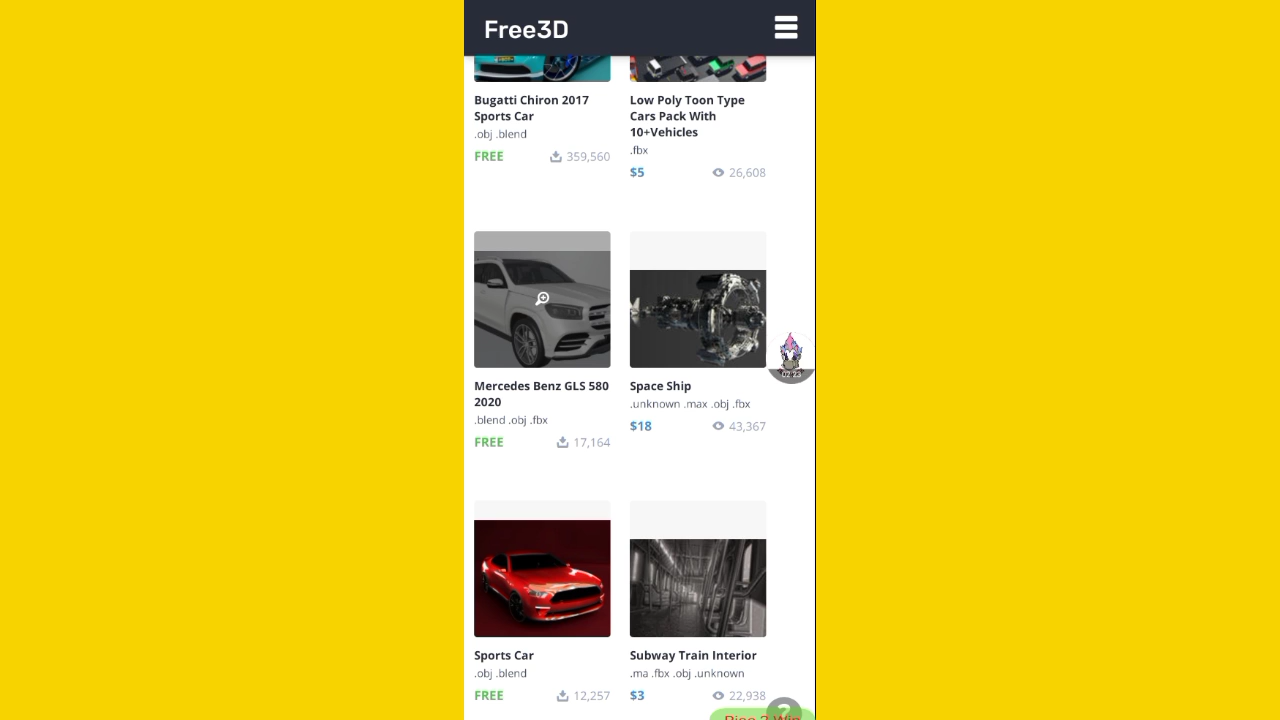 Free3D
Bugatti Chiron 2017
Sports Car
.obj .blend
FREE
359,560
Low Poly Toon Type
Cars Pack With
10+Vehicles
.fbx
$5
26,608
Mercedes Benz GLS 580
2020
.blend .obj .fbx
FREE
17,164
Space Ship
.unknown .max .obj .fbx
$18
43,367
02:23
Sports Car
.obj .blend
FREE
12,257
Subway Train Interior
.ma .fbx .obj .unknown
$3
22,938
?